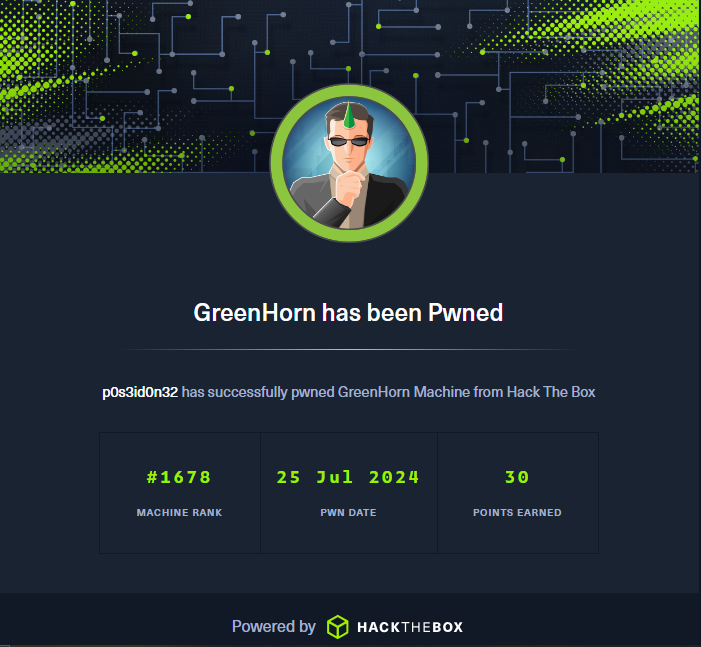 GreenHorn has been Pwned
p0s3id0n32 has successfully pwned GreenHorn Machine from Hack The Box
#1678 25 Jul 2024 30
MACHINE RANK PWN DATE POINTS EARNED
Powered by HACKTHEBOX